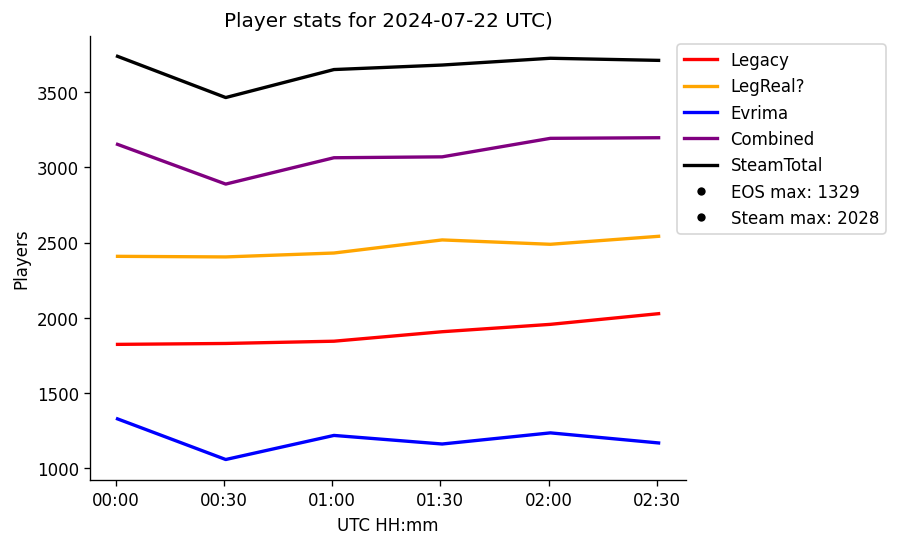 Player stats for 2024-07-22 UTC)
Players
3500
3000
2500
2000
1500
1000
00:00 00:30 01:00 01:30 02:00 02:30
UTC HH:mm
Legacy
LegReal?
Evrima
Combined
SteamTotal
EOS max: 1329
Steam max: 2028